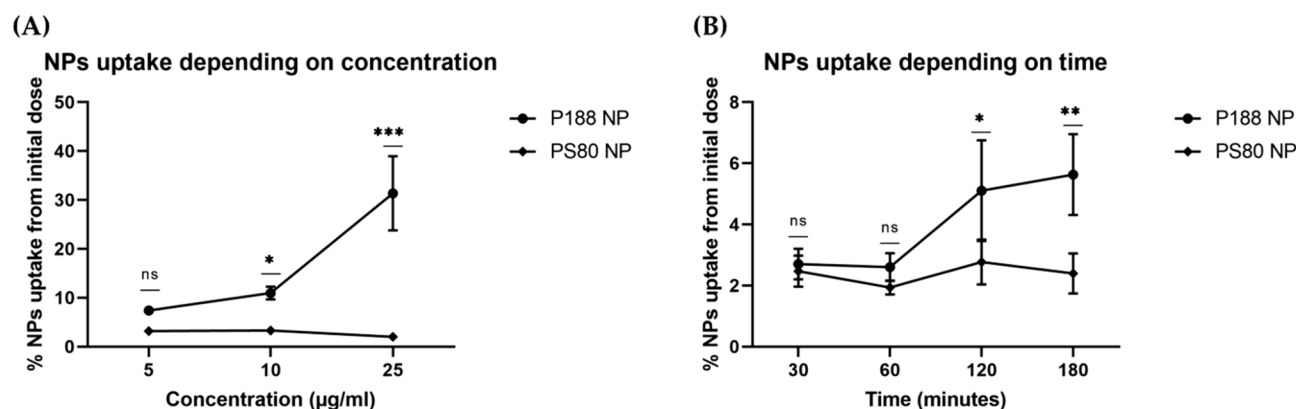 (A)
NPs uptake depending on concentration
% NPs uptake from initial dose
50
40
30
20
10
0
ns
*
***
5 10 25
Concentration (µg/ml)
P188 NP
PS80 NP
(B)
NPs uptake depending on time
% NPs uptake from initial dose
8
6
4
2
0
ns
ns
*
**
30 60 120 180
Time (minutes)
P188 NP
PS80 NP